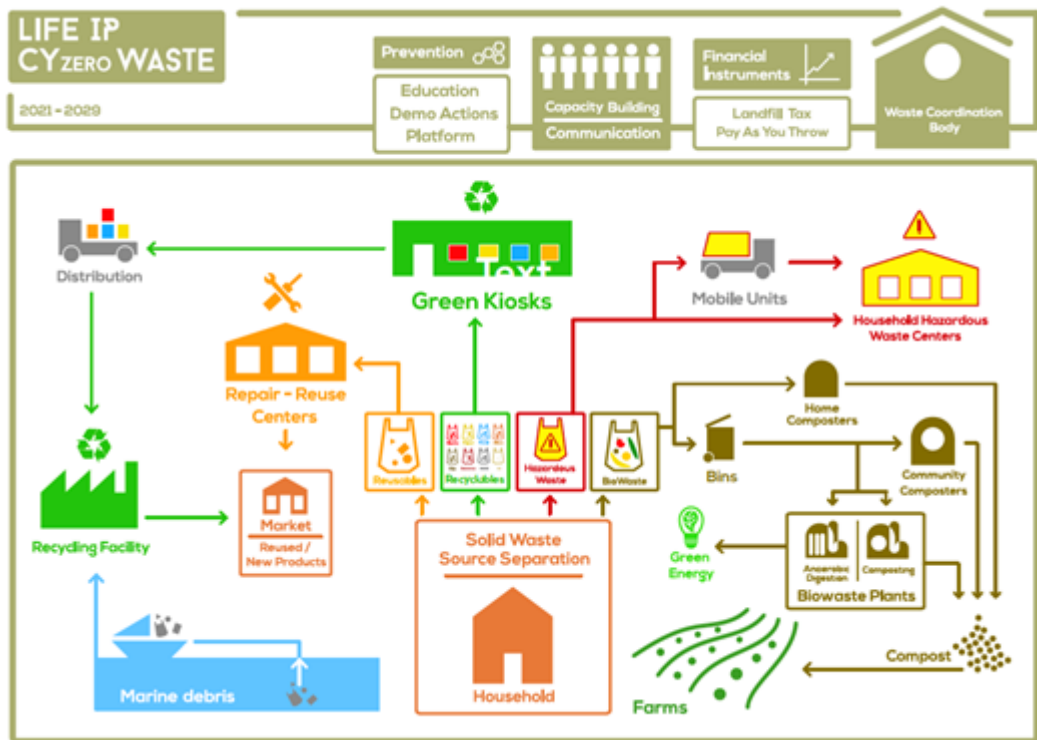 LIFE IP
CYZERO WASTE
2021 - 2029
Prevention
Education
Demo Actions
Platform
Capacity Building
Communication
Financial
Instruments
Landfill Tax
Pay As You Throw
Waste Coordination
Body
Distribution
Text
Green Kiosks
Mobile Units
Household Hazardous
Waste Centers
Repair - Reuse
Centers
Reusables
Recyclubles
Hazardous
Waste
BioWaste
Home
Composters
Bins
Community
Composters
Recycling Facility
Market
Reused /
New Products
Solid Waste
Source Separation
Household
Green
Energy
Anaerobic
Digestion
Composting
Biowaste Plants
Marine debris
Compost
Farms